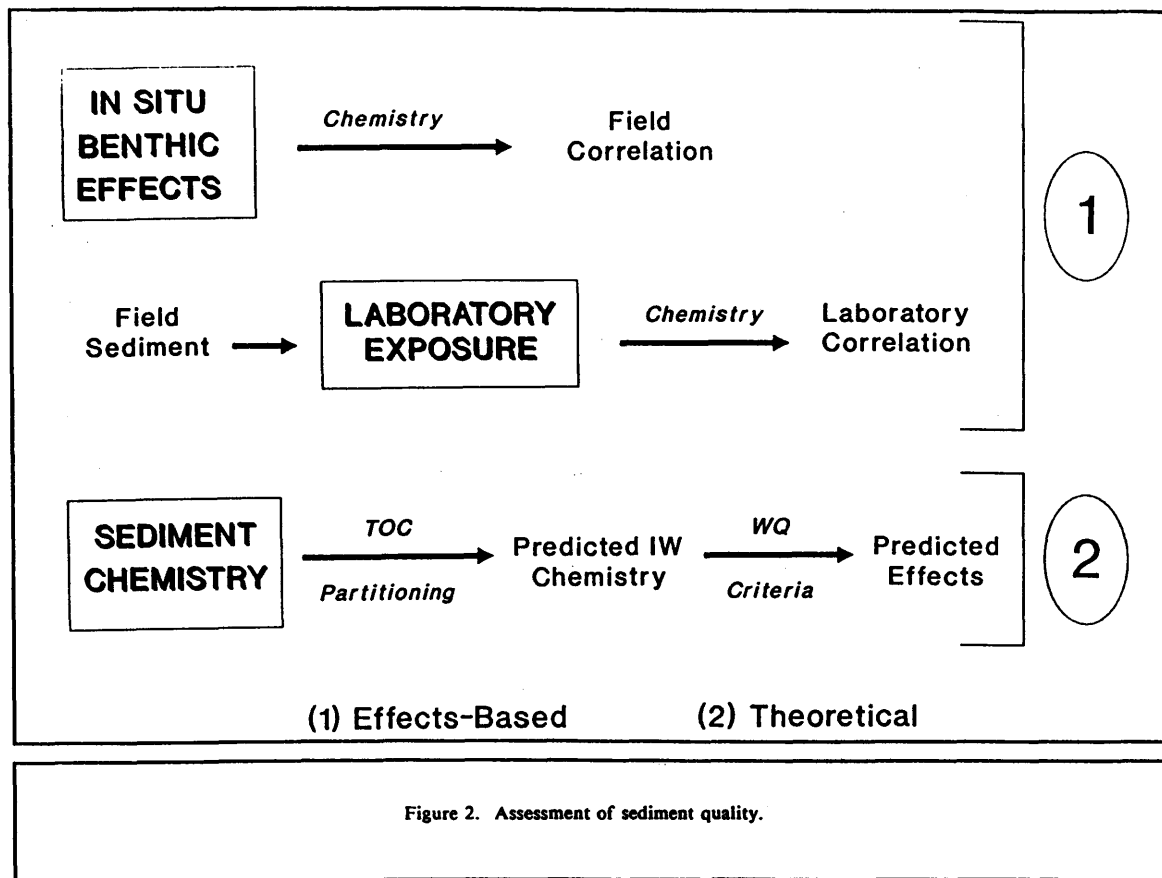 IN SITU
BENTHIC
EFFECTS
Chemistry
Field
Correlation
1
Field
Sediment
LABORATORY
EXPOSURE
Chemistry
Laboratory
Correlation
SEDIMENT
CHEMISTRY
TOC
Partitioning
Predicted IW
Chemistry
WQ
Criteria
Predicted
Effects
2
(1) Effects-Based
(2) Theoretical
Figure 2. Assessment of sediment quality.